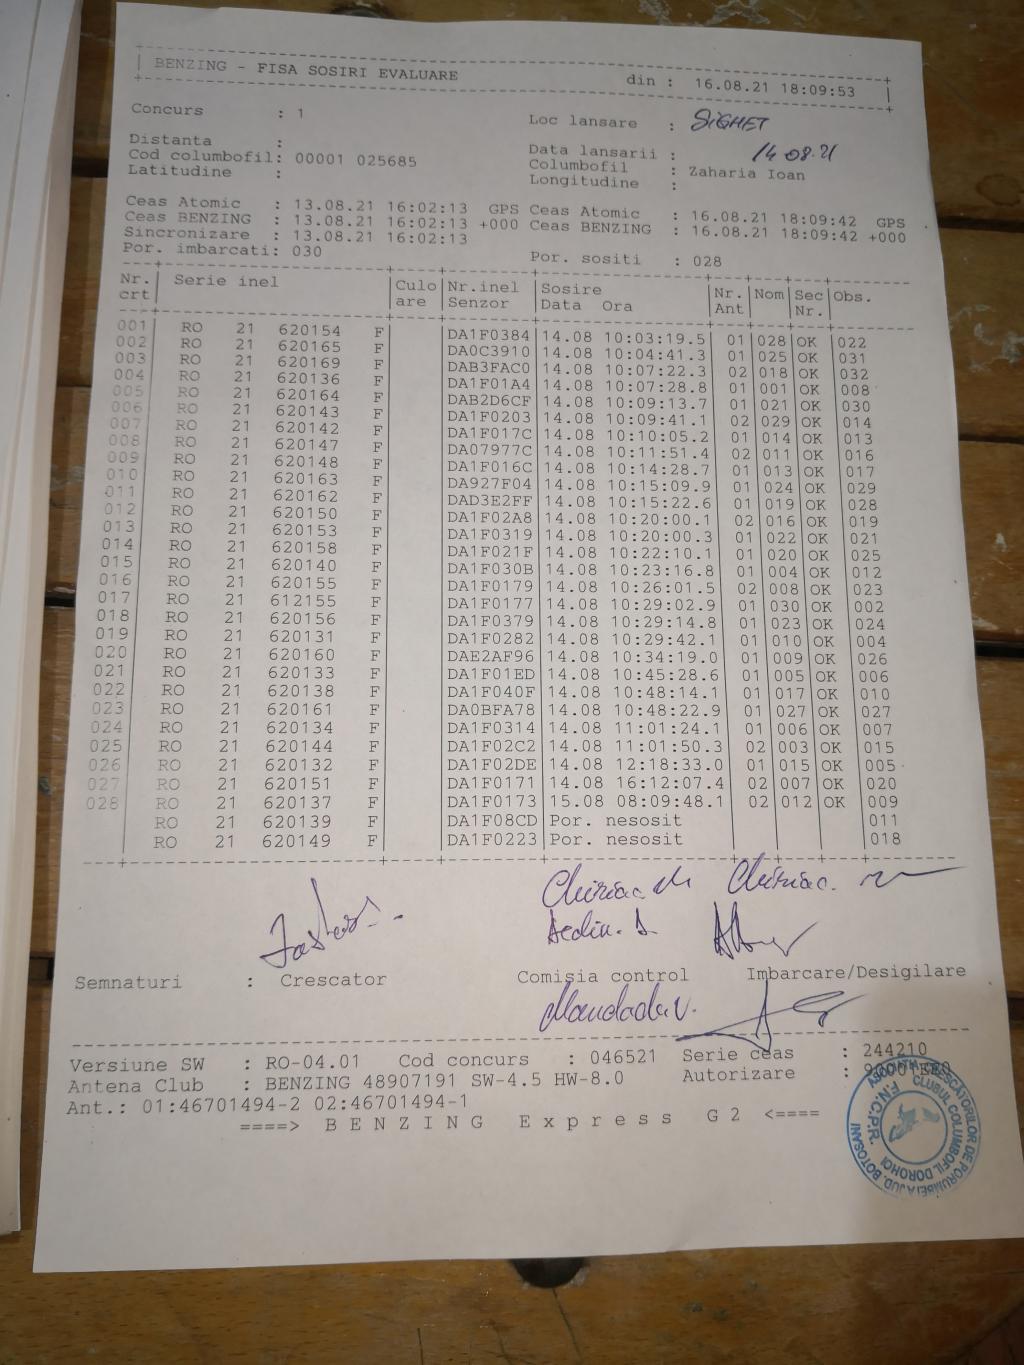 BENZING - FISA SOSIRI EVALUARE din : 16.08.21 18:09:53
Concurs : 1 Loc lansare : SIGHET
Distanta : Data lansarii : 14 08.21
Cod columbofil: 00001 025685 Columbofil : Zaharia Ioan
Latitudine : Longitudine :
Ceas Atomic : 13.08.21 16:02:13 GPS Ceas Atomic : 16.08.21 18:09:42 GPS
Ceas BENZING : 13.08.21 16:02:13 +000 Ceas BENZING : 16.08.21 18:09:42 +000
Sincronizare : 13.08.21 16:02:13
Por. imbarcati: 030 Por. sositi : 028
Nr. Serie inel Culo Nr.inel Sosire Nr. Nom Sec Obs.
crt are Senzor Data Ora Ant Nr.
001 RO 21 620154 F DA1F0384 14.08 10:03:19.5 01 028 OK 022
002 RO 21 620165 F DA0C3910 14.08 10:04:41.3 01 025 OK 031
003 RO 21 620169 F DAB3FAC0 14.08 10:07:22.3 02 018 OK 032
004 RO 21 620136 F DA1F01A4 14.08 10:07:28.8 01 001 OK 008
005 RO 21 620164 F DAB2D6CF 14.08 10:09:13.7 01 021 OK 030
006 RO 21 620143 F DA1F0203 14.08 10:09:41.1 02 029 OK 014
007 RO 21 620142 F DA1F017C 14.08 10:10:05.2 01 014 OK 013
008 RO 21 620147 F DA07977C 14.08 10:11:51.4 02 011 OK 016
009 RO 21 620148 F DA1F016C 14.08 10:14:28.7 01 013 OK 017
010 RO 21 620163 F DA927F04 14.08 10:15:09.9 01 024 OK 029
011 RO 21 620162 F DAD3E2FF 14.08 10:15:22.6 01 019 OK 028
012 RO 21 620150 F DA1F02A8 14.08 10:20:00.1 02 016 OK 019
013 RO 21 620153 F DA1F0319 14.08 10:20:00.3 01 022 OK 021
014 RO 21 620158 F DA1F021F 14.08 10:22:10.1 01 020 OK 025
015 RO 21 620140 F DA1F030B 14.08 10:23:16.8 01 004 OK 012
016 RO 21 620155 F DA1F0179 14.08 10:26:01.5 02 008 OK 023
017 RO 21 612155 F DA1F0177 14.08 10:29:02.9 01 030 OK 002
018 RO 21 620156 F DA1F0379 14.08 10:29:14.8 01 023 OK 024
019 RO 21 620131 F DA1F0282 14.08 10:29:42.1 01 010 OK 004
020 RO 21 620160 F DAE2AF96 14.08 10:34:19.0 01 009 OK 026
021 RO 21 620133 F DA1F01ED 14.08 10:45:28.6 01 005 OK 006
022 RO 21 620138 F DA1F040F 14.08 10:48:14.1 01 017 OK 010
023 RO 21 620161 F DA0BFA78 14.08 10:48:22.9 01 027 OK 027
024 RO 21 620134 F DA1F0314 14.08 11:01:24.1 01 006 OK 007
025 RO 21 620144 F DA1F02C2 14.08 11:01:50.3 02 003 OK 015
026 RO 21 620132 F DA1F02DE 14.08 12:18:33.0 01 015 OK 005
027 RO 21 620151 F DA1F0171 14.08 16:12:07.4 02 007 OK 020
028 RO 21 620137 F DA1F0173 15.08 08:09:48.1 02 012 OK 009
RO 21 620139 F DA1F08CD Por. nesosit 011
RO 21 620149 F DA1F0223 Por. nesosit 018
Semnaturi : Crescator Comisia control Imbarcare/Desigilare
Versiune SW : RO-04.01 Cod concurs : 046521 Serie ceas : 244210
Antena Club : BENZING 48907191 SW-4.5 HW-8.0 Autorizare :
Ant.: 01:46701494-2 02:46701494-1
====> BENZING Express G2 <====
CLUBUL COLUMBOFIL DOROHOI
F.N.C.P.R.